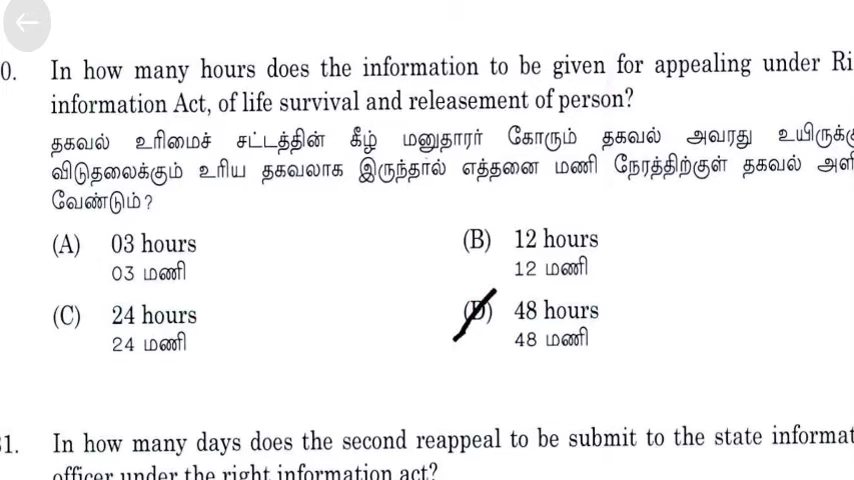 0. In how many hours does the information to be given for appealing under Ri
information Act, of life survival and releasement of person?
தகவல் உரிமைச் சட்டத்தின் கீழ் மனுதாரர் கோரும் தகவல் அவரது
விடுதலைக்கும் உரிய தகவலாக இருந்தால் எத்தனை மணி நேரத்திற்குள் தகவல் அளி
வேண்டும்?
(A) 03 hours (B) 12 hours
03 மணி 12 மணி
(C) 24 hours (D) 48 hours
24 மணி 48 மணி
31. In how many days does the second reappeal to be submit to the state informat
officer under the right information act?